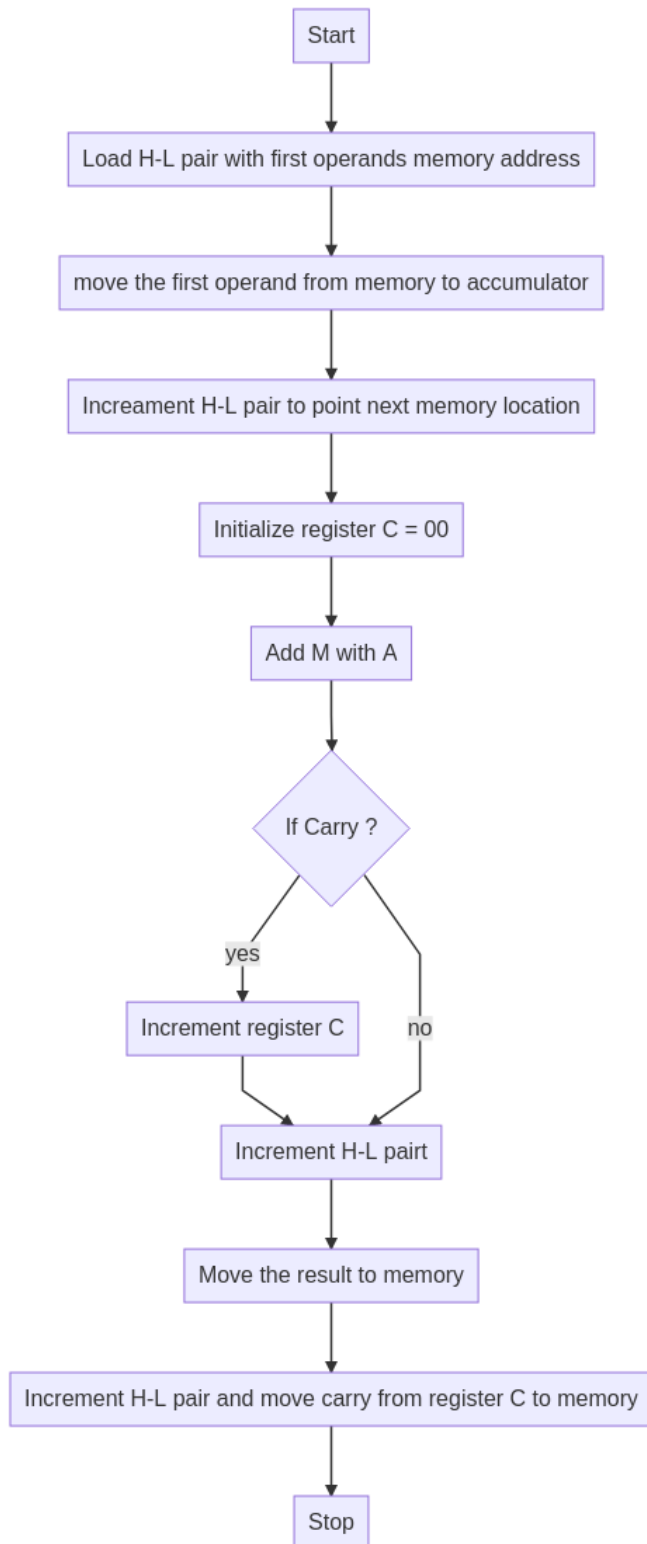 Start
Load H-L pair with first operands memory address
move the first operand from memory to accumulator
Increament H-L pair to point next memory location
Initialize register C = 00
Add M with A
If Carry ?
yes
Increment register C
no
Increment H-L pairt
Move the result to memory
Increment H-L pair and move carry from register C to memory
Stop